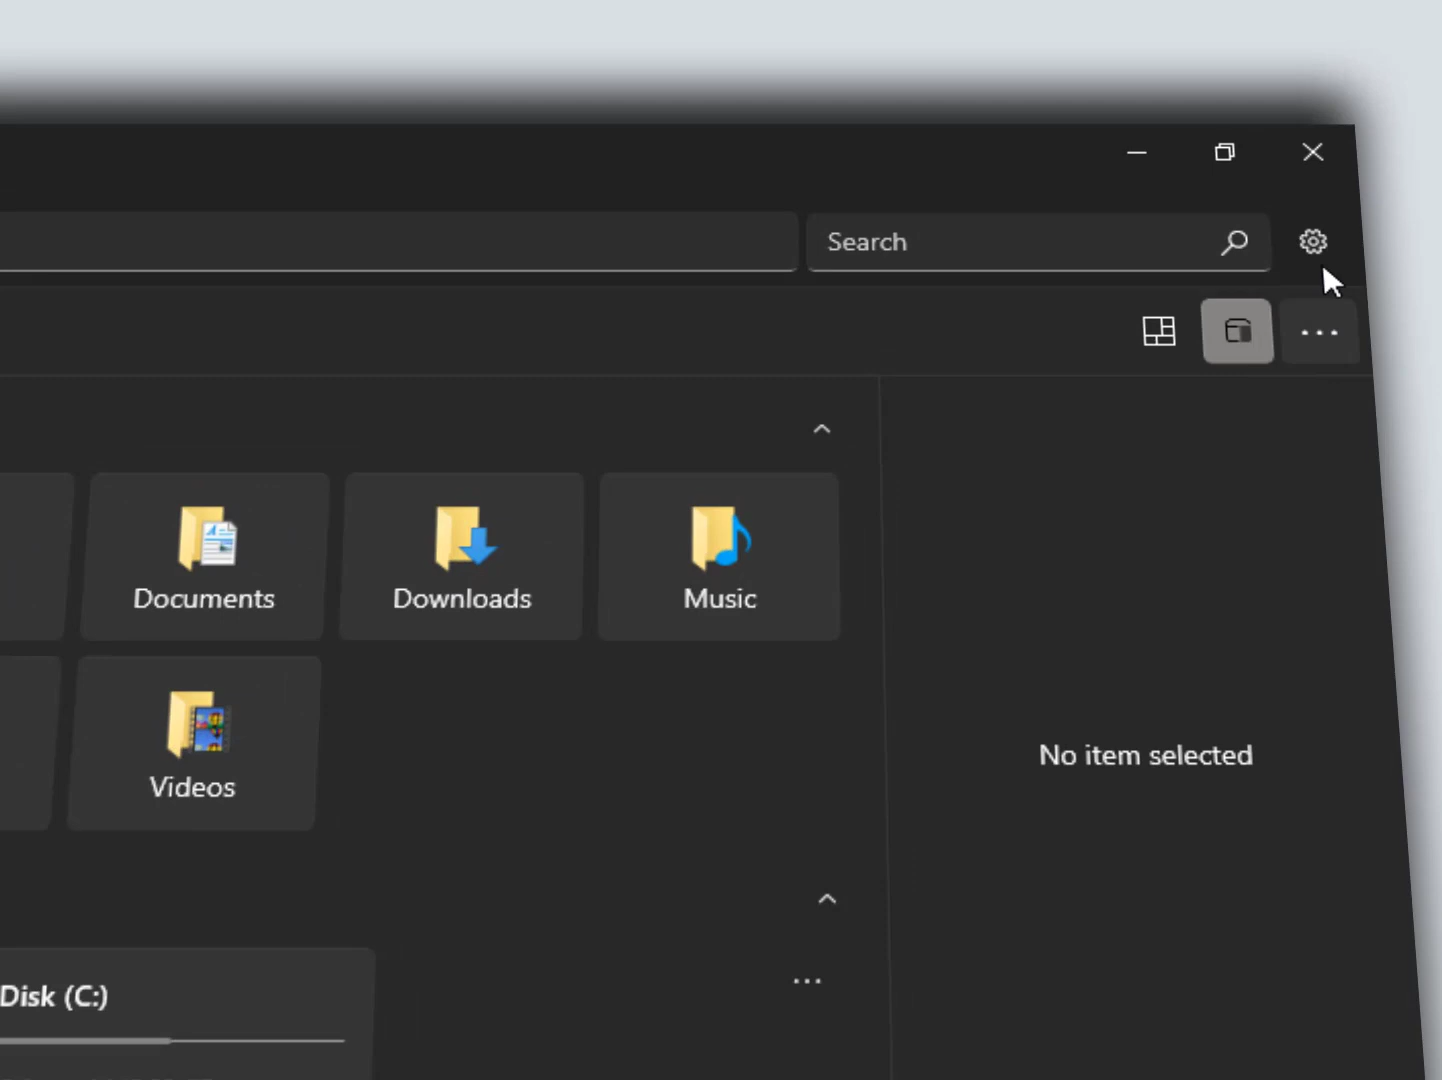 Search
Documents
Downloads
Music
Videos
No item selected
Disk (C:)